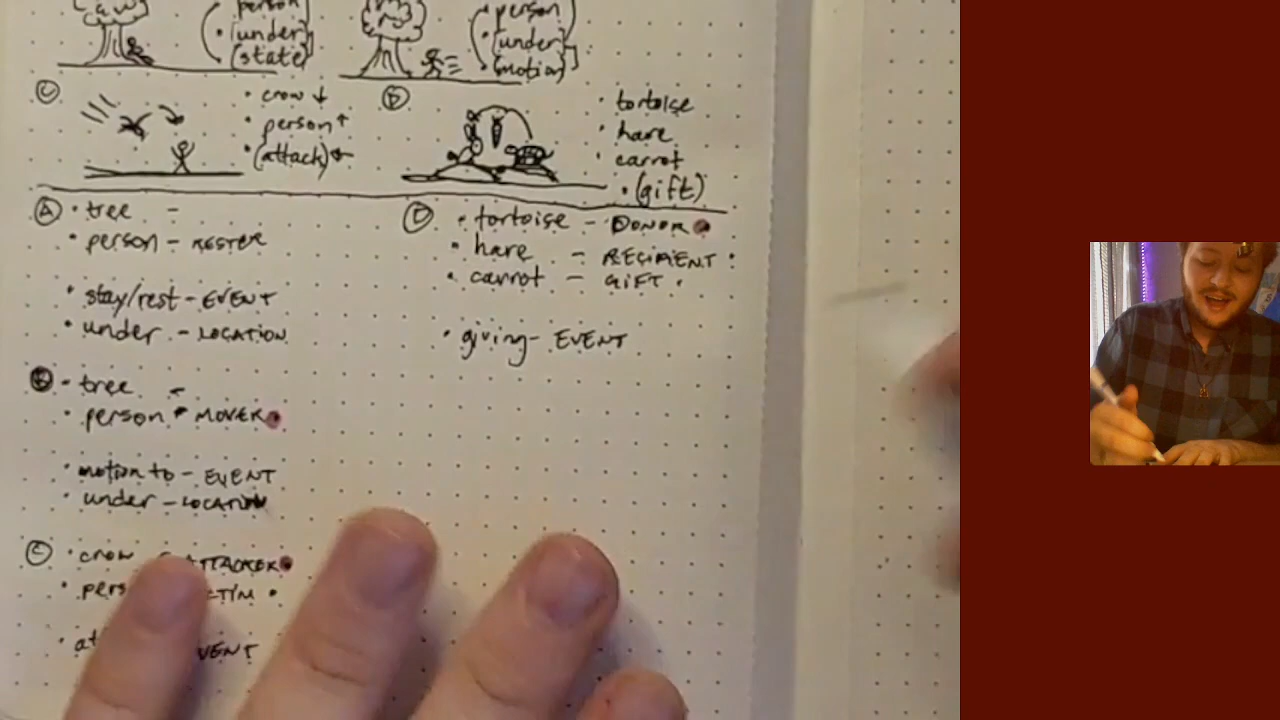 person
• (under)
(state)
person
• (under)
(motion)
C
• crow ↓
• person ↑
• (attack) ←
D
• tortoise
• hare
• carrot
• (gift)
A • tree –
• person – RESTER
• stay/rest – EVENT
• under – LOCATION
B - tree -
• person - MOVER
• motion to – EVENT
• under – LOCATION
C • crow ATTACKER
• EVENT
D • tortoise – DONOR
• hare – RECIPIENT •
• carrot – GIFT •
• giving – EVENT